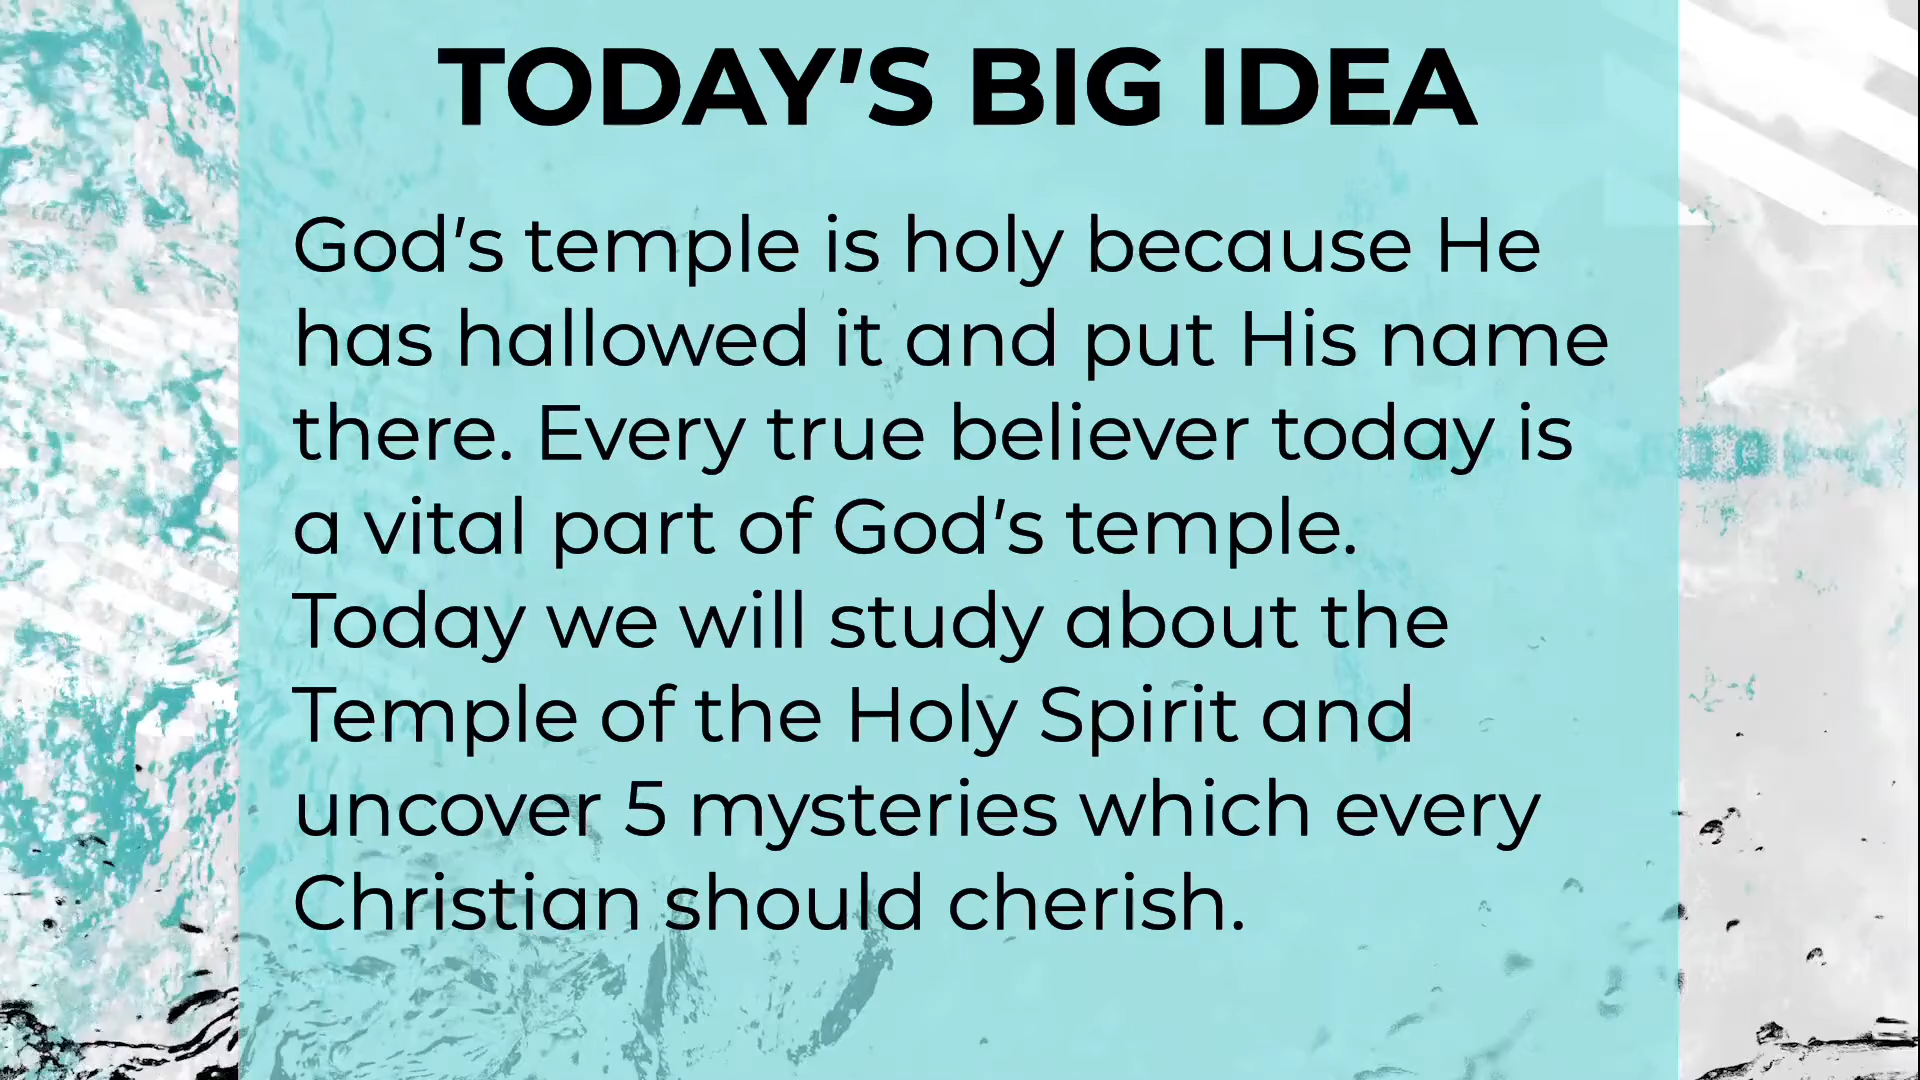 TODAY'S BIG IDEA
God's temple is holy because He
has hallowed it and put His name
there. Every true believer today is
a vital part of God's temple.
Today we will study about the
Temple of the Holy Spirit and
uncover 5 mysteries which every
Christian should cherish.